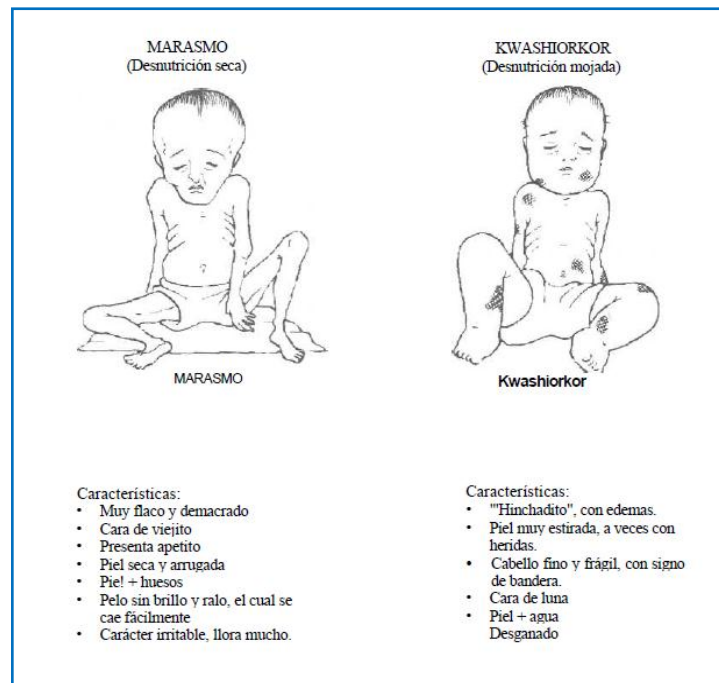 MARASMO
(Desnutrición seca)
KWASHIORKOR
(Desnutrición mojada)
MARASMO
Kwashiorkor
Características:
• Muy flaco y demacrado
• Cara de viejito
• Presenta apetito
• Piel seca y arrugada
• Pie! + huesos
• Pelo sin brillo y ralo, el cual se
cae fácilmente
• Carácter irritable, llora mucho.
Características:
• '"Hinchadito", con edemas.
• Piel muy estirada, a veces con
heridas.
• Cabello fino y frágil, con signo
de bandera.
• Cara de luna
• Piel + agua
Desganado